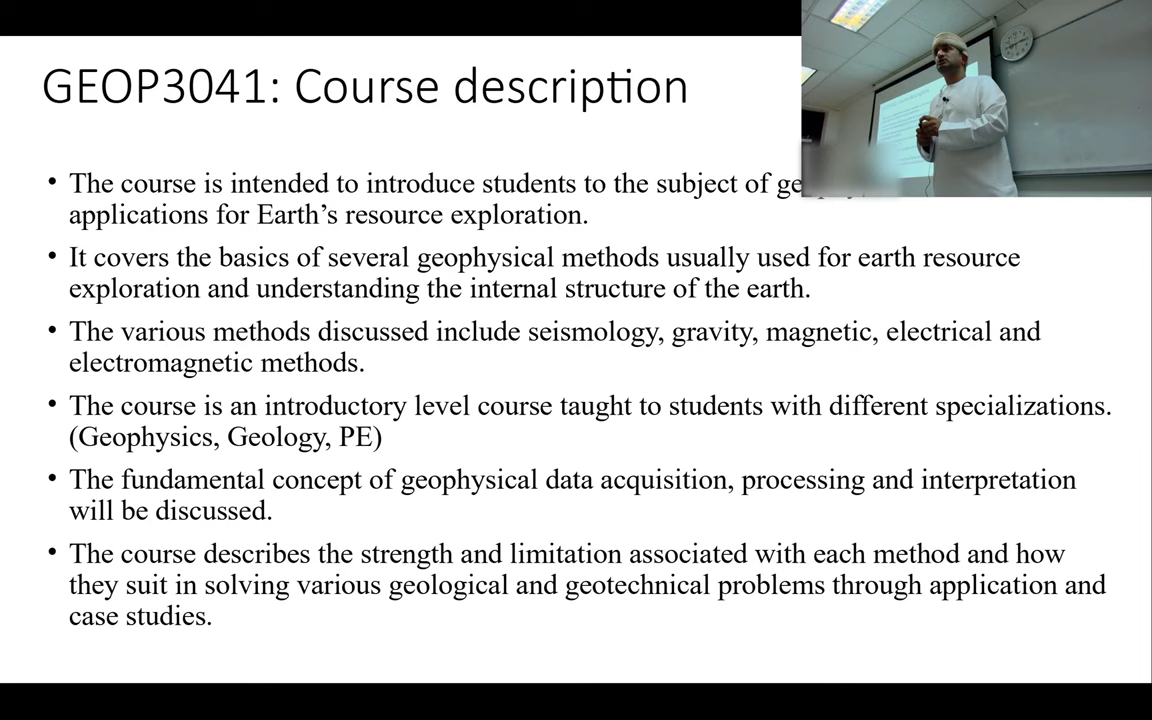 GEOP3041: Course description
• The course is intended to introduce students to the subject of
applications for Earth’s resource exploration.
• It covers the basics of several geophysical methods usually used for earth resource
exploration and understanding the internal structure of the earth.
• The various methods discussed include seismology, gravity, magnetic, electrical and
electromagnetic methods.
• The course is an introductory level course taught to students with different specializations.
(Geophysics, Geology, PE)
• The fundamental concept of geophysical data acquisition, processing and interpretation
will be discussed.
• The course describes the strength and limitation associated with each method and how
they suit in solving various geological and geotechnical problems through application and
case studies.